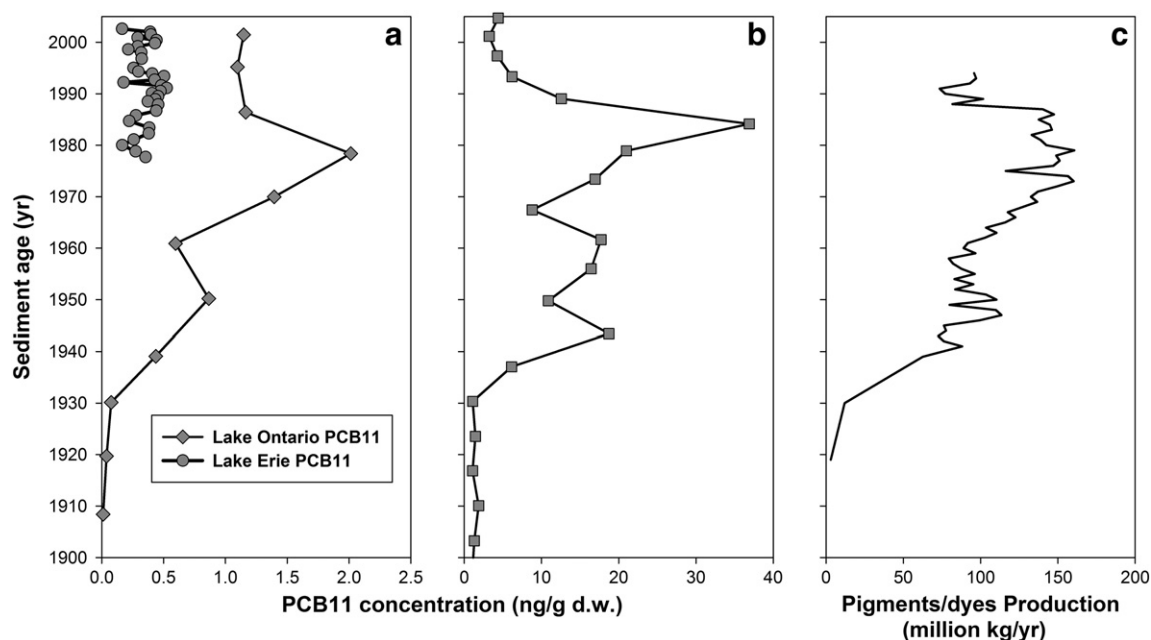 a
b
c
Sediment age (yr)
2000
1990
1980
1970
1960
1950
1940
1930
1920
1910
1900
Lake Ontario PCB11
Lake Erie PCB11
0.0 0.5 1.0 1.5 2.0 2.5
0 10 20 30 40
0 50 100 150 200
PCB11 concentration (ng/g d.w.)
Pigments/dyes Production
(million kg/yr)